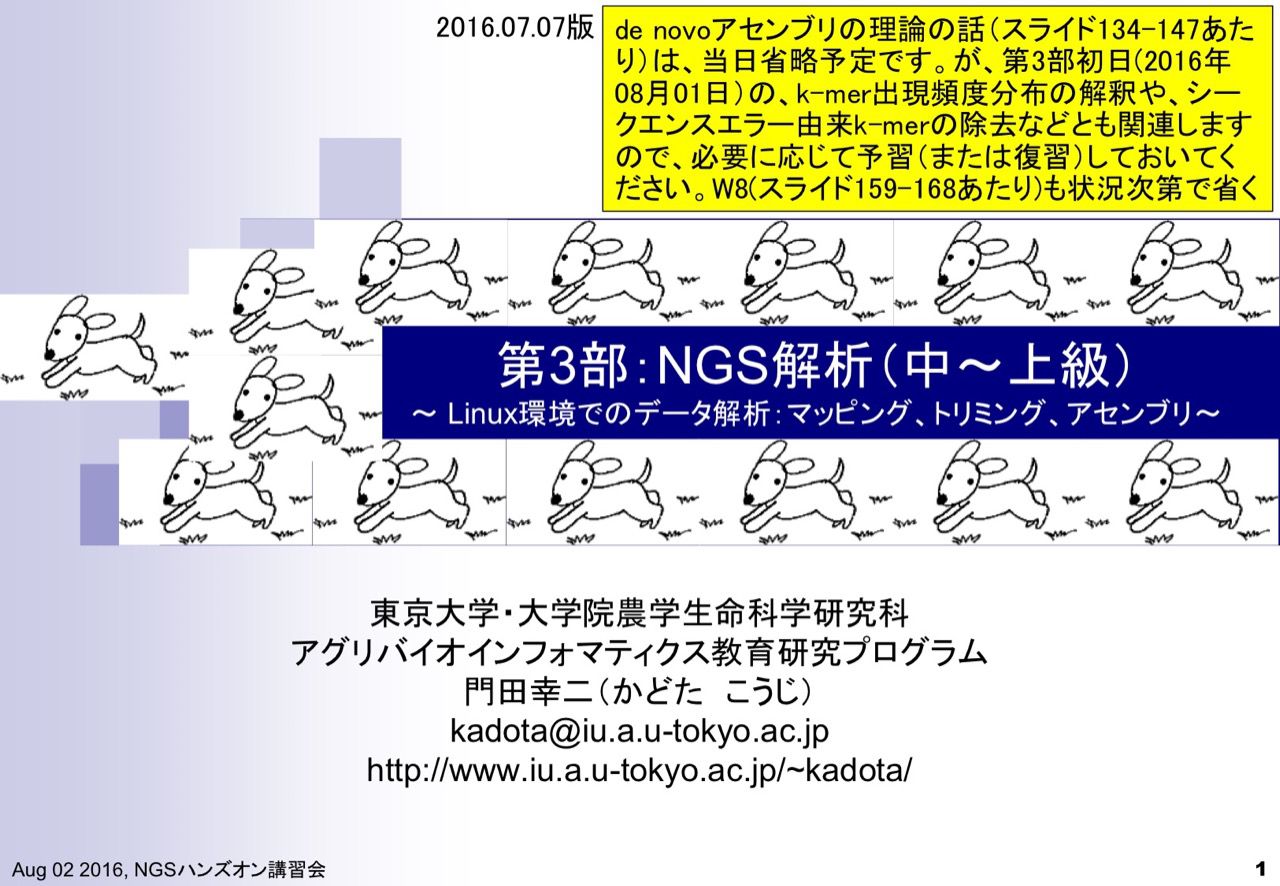 2016.07.07版
de novoアセンブリの理論の話（スライド134-147あた
り）は、当日省略予定です。が、第3部初日(2016年
08月01日）の、k-mer出現頻度分布の解釈や、シー
クエンスエラー由来k-merの除去などとも関連します
ので、必要に応じて予習（または復習）しておいてく
ださい。W8(スライド159-168あたり)も状況次第で省く
第3部：NGS解析（中～上級）
～ Linux環境でのデータ解析：マッピング、トリミング、アセンブリ～
東京大学・大学院農学生命科学研究科
アグリバイオインフォマティクス教育研究プログラム
門田幸二（かどた　こうじ）
kadota@iu.a.u-tokyo.ac.jp
http://www.iu.a.u-tokyo.ac.jp/~kadota/
Aug 02 2016, NGSハンズオン講習会
1